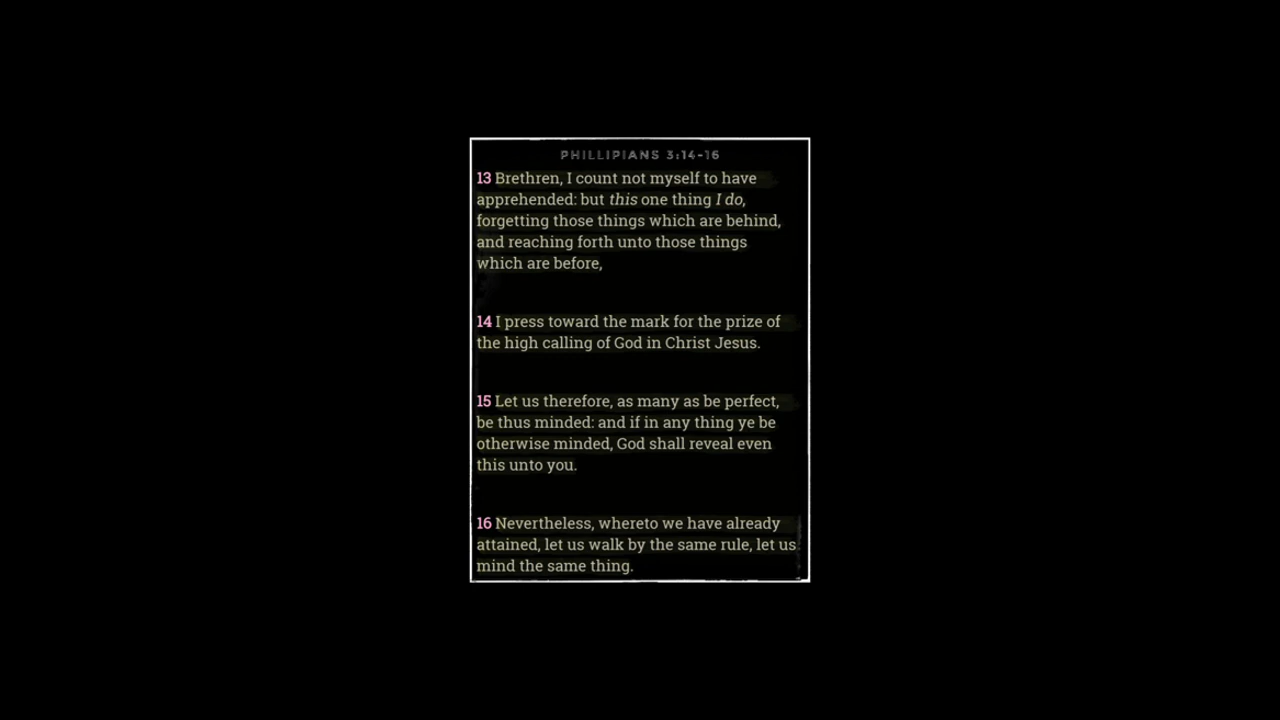 PHILLIPIANS 3:14-16
13 Brethren, I count not myself to have
apprehended: but this one thing I do,
forgetting those things which are behind,
and reaching forth unto those things
which are before,
14 I press toward the mark for the prize of
the high calling of God in Christ Jesus.
15 Let us therefore, as many as be perfect,
be thus minded: and if in any thing ye be
otherwise minded, God shall reveal even
this unto you.
16 Nevertheless, whereto we have already
attained, let us walk by the same rule, let us
mind the same thing.